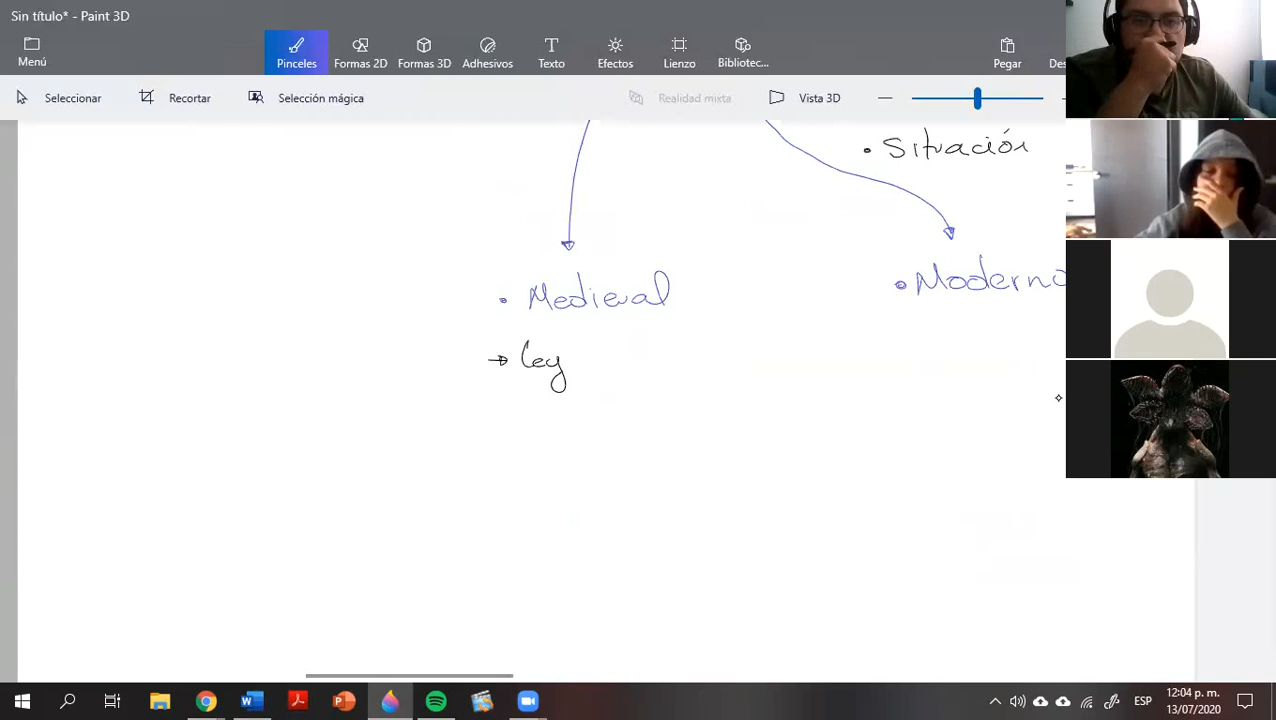 Sin título* - Paint 3D
Menú
Pinceles
Formas 2D
Formas 3D
Adhesivos
Texto
Efectos
Lienzo
Bibliotec...
Pegar
Des
Seleccionar
Recortar
Selección mágica
Realidad mixta
Vista 3D
• Situación
• Medieval
• Moderno
→ Ley
ESP
12:04 p. m.
13/07/2020